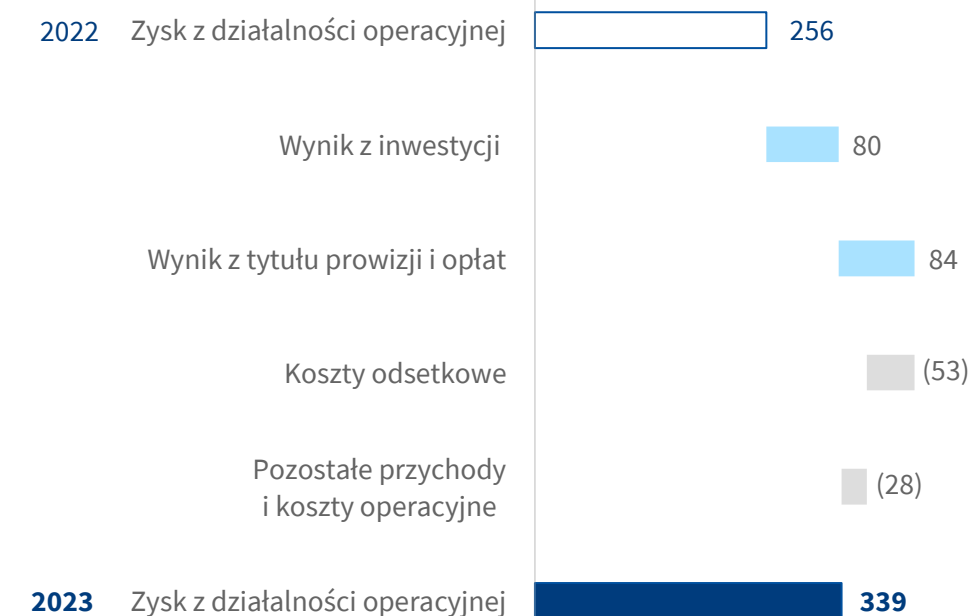 2022 Zysk z działalności operacyjnej 256
Wynik z inwestycji 80
Wynik z tytułu prowizji i opłat 84
Koszty odsetkowe (53)
Pozostałe przychody
i koszty operacyjne (28)
2023 Zysk z działalności operacyjnej 339